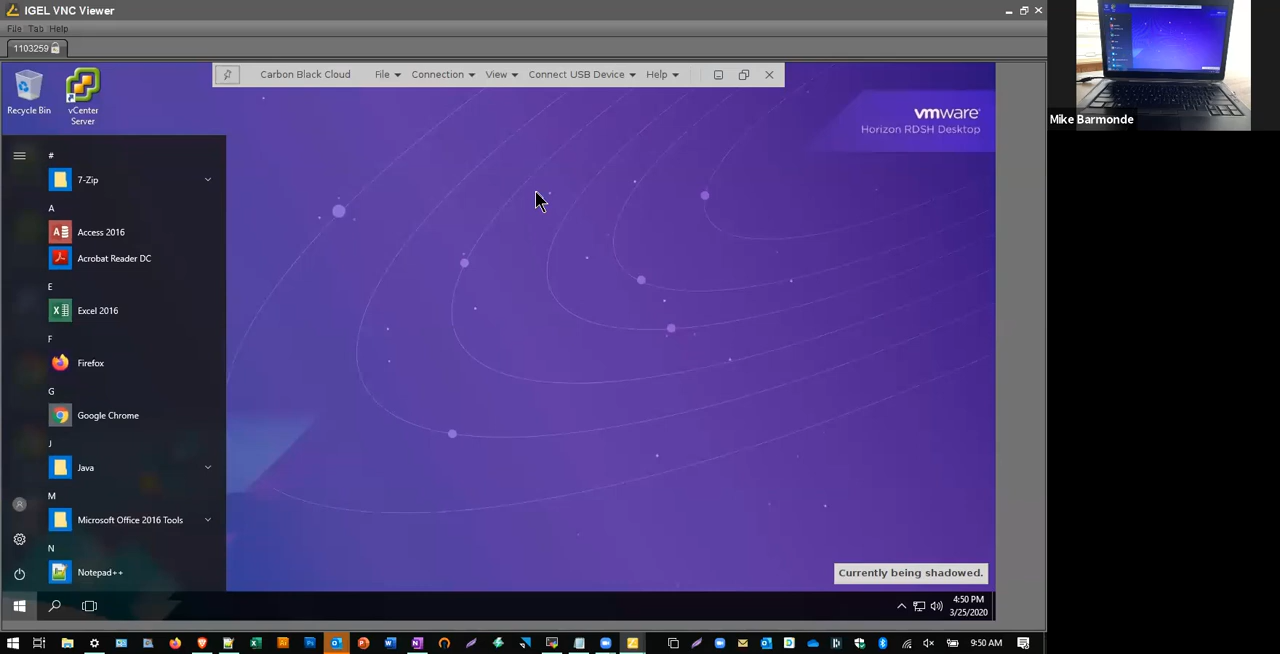 IGEL VNC Viewer
File Tab Help
1103259
Recycle Bin
vCenter
Server
Carbon Black Cloud File Connection View Connect USB Device Help
vmware
Horizon RDSH Desktop
Mike Barmonde
#
7-Zip
A
Access 2016
Acrobat Reader DC
E
Excel 2016
F
Firefox
G
Google Chrome
J
Java
M
Microsoft Office 2016 Tools
N
Notepad++
Currently being shadowed.
4:50 PM
3/25/2020
9:50 AM